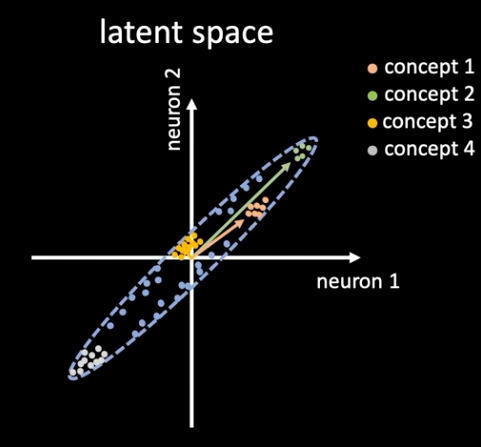 latent space
neuron 2
concept 1
concept 2
concept 3
concept 4
neuron 1